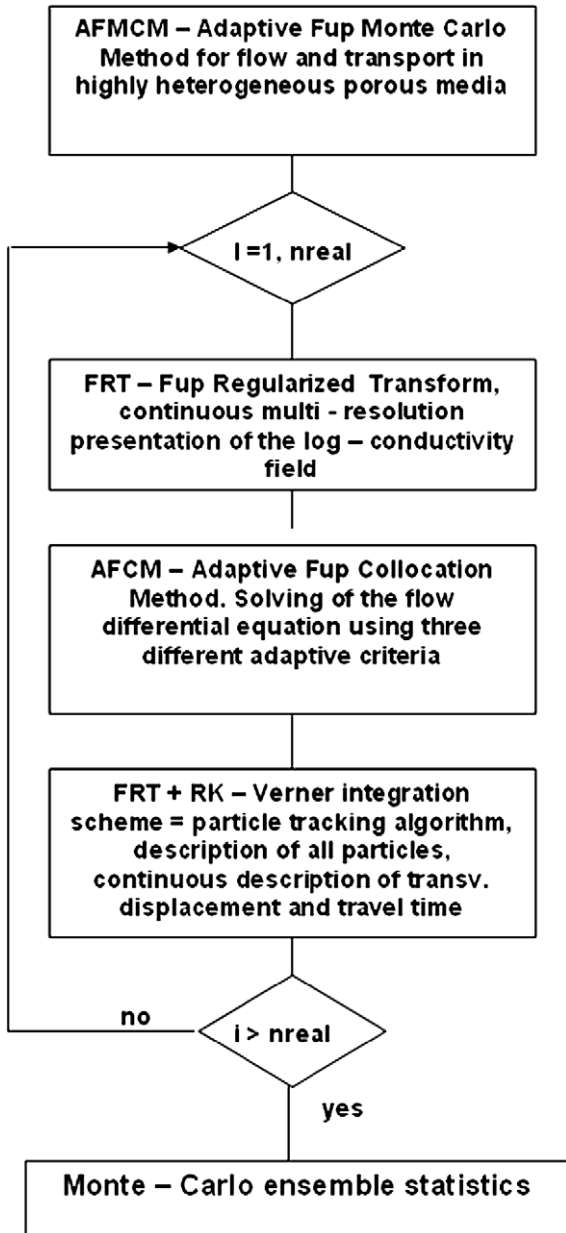 AFMCM – Adaptive Fup Monte Carlo
Method for flow and transport in
highly heterogeneous porous media
I =1, nreal
FRT – Fup Regularized Transform,
continuous multi - resolution
presentation of the log – conductivity
field
AFCM – Adaptive Fup Collocation
Method. Solving of the flow
differential equation using three
different adaptive criteria
FRT + RK – Verner integration
scheme = particle tracking algorithm,
description of all particles,
continuous description of transv.
displacement and travel time
no
i > nreal
yes
Monte – Carlo ensemble statistics